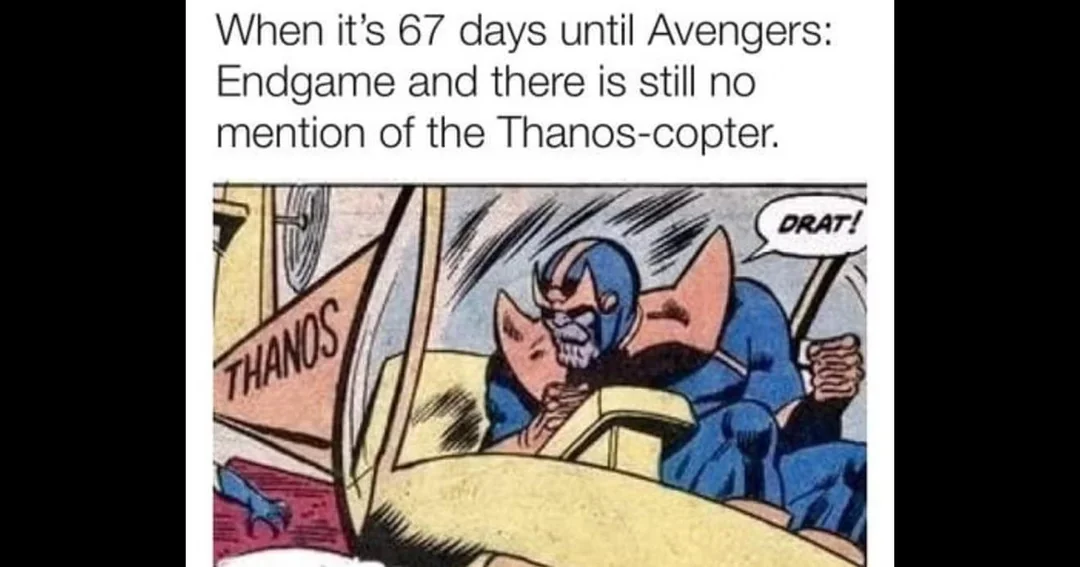 When it’s 67 days until Avengers:
Endgame and there is still no
mention of the Thanos-copter.
DRAT!
THANOS